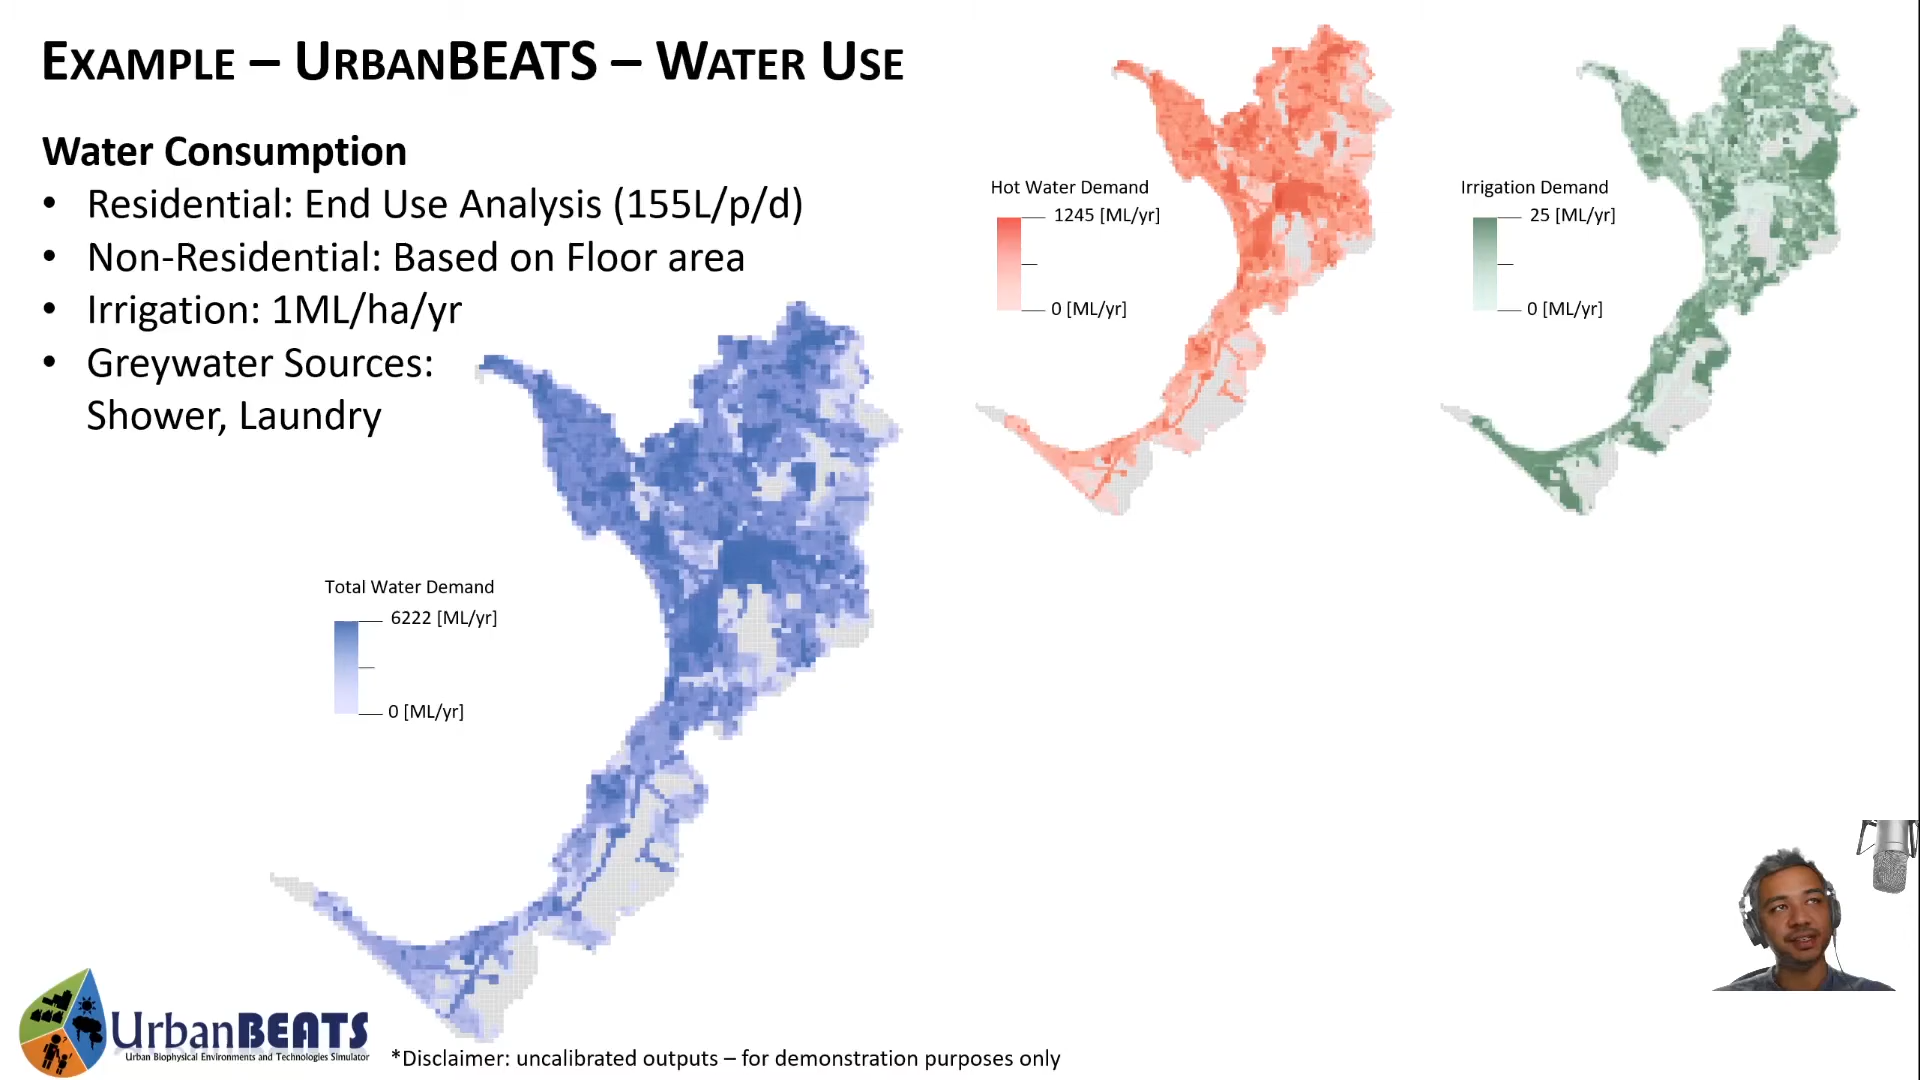 EXAMPLE – URBANBEATS – WATER USE
Water Consumption
• Residential: End Use Analysis (155L/p/d)
• Non-Residential: Based on Floor area
• Irrigation: 1ML/ha/yr
• Greywater Sources:
Shower, Laundry
Hot Water Demand
1245 [ML/yr]
0 [ML/yr]
Irrigation Demand
25 [ML/yr]
0 [ML/yr]
Total Water Demand
6222 [ML/yr]
0 [ML/yr]
UrbanBEATS
Urban Biophysical Environments and Technologies Simulator
*Disclaimer: uncalibrated outputs – for demonstration purposes only